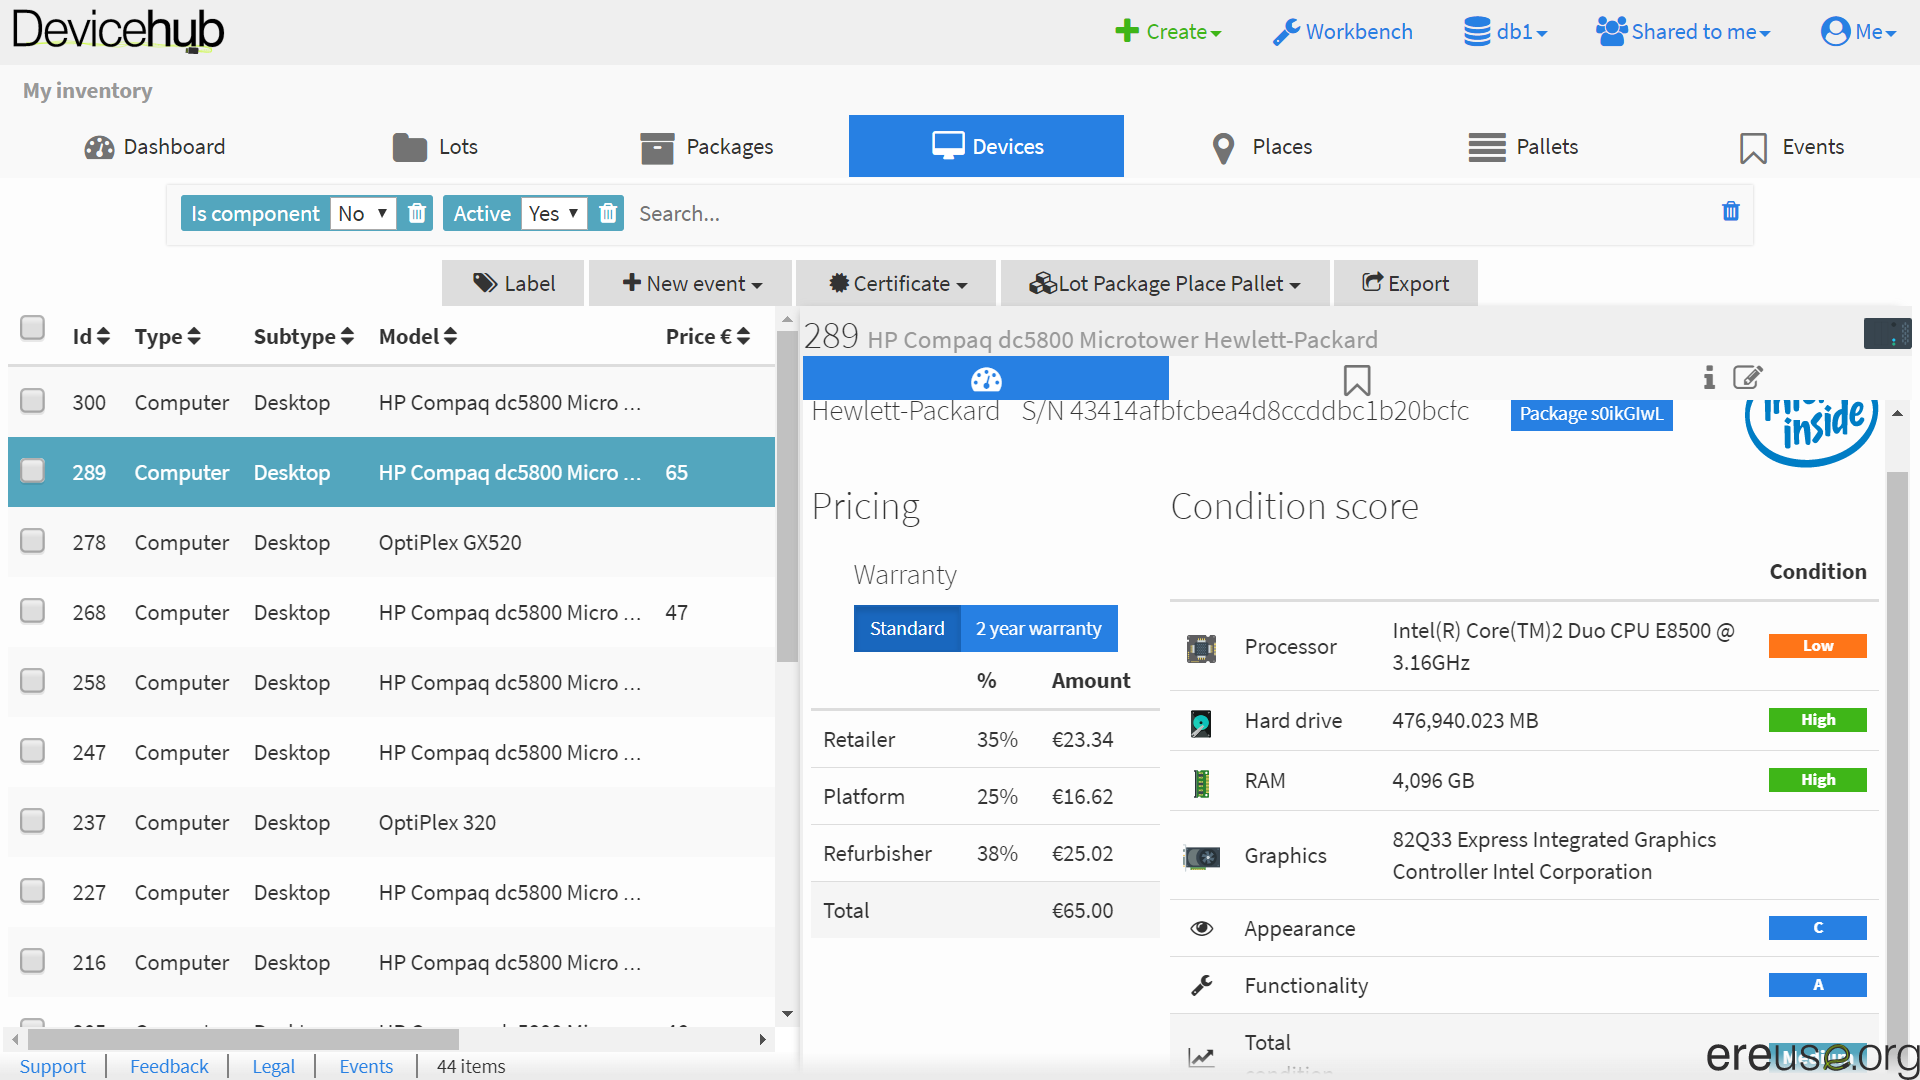 Devicehub
Create
Workbench
db1
Shared to me
Me
My inventory
Dashboard
Lots
Packages
Devices
Places
Pallets
Events
Is component No
Active Yes
Search...
Label
New event
Certificate
Lot Package Place Pallet
Export
Id Type Subtype Model Price €
300 Computer Desktop HP Compaq dc5800 Micro ...
289 Computer Desktop HP Compaq dc5800 Micro ... 65
278 Computer Desktop OptiPlex GX520
268 Computer Desktop HP Compaq dc5800 Micro ... 47
258 Computer Desktop HP Compaq dc5800 Micro ...
247 Computer Desktop HP Compaq dc5800 Micro ...
237 Computer Desktop OptiPlex 320
227 Computer Desktop HP Compaq dc5800 Micro ...
216 Computer Desktop HP Compaq dc5800 Micro ...
289 HP Compaq dc5800 Microtower Hewlett-Packard
Hewlett-Packard S/N 43414afbfcbea4d8ccddbc1b20bcfc
Package s0ikGIwL
intel inside
Pricing
Warranty
Standard
2 year warranty
% Amount
Retailer 35% €23.34
Platform 25% €16.62
Refurbisher 38% €25.02
Total €65.00
Condition score
Condition
Processor Intel(R) Core(TM)2 Duo CPU E8500 @
3.16GHz
Low
Hard drive 476,940.023 MB High
RAM 4,096 GB High
Graphics 82Q33 Express Integrated Graphics
Controller Intel Corporation
Appearance C
Functionality A
Total
condition
Support
Feedback
Legal
Events
44 items
ereuse.org